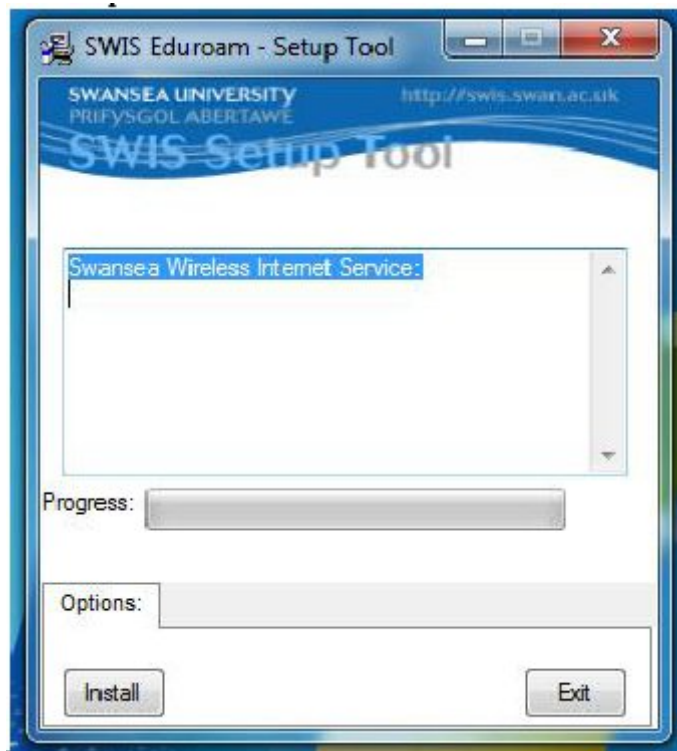 SWIS Eduroam - Setup Tool
SWANSEA UNIVERSITY
http://swis.swan.ac.uk
PRIFYSGOL ABERTAWE
SWIS Setup Tool
Swansea Wireless Internet Service:
Progress:
Options:
Install
Exit